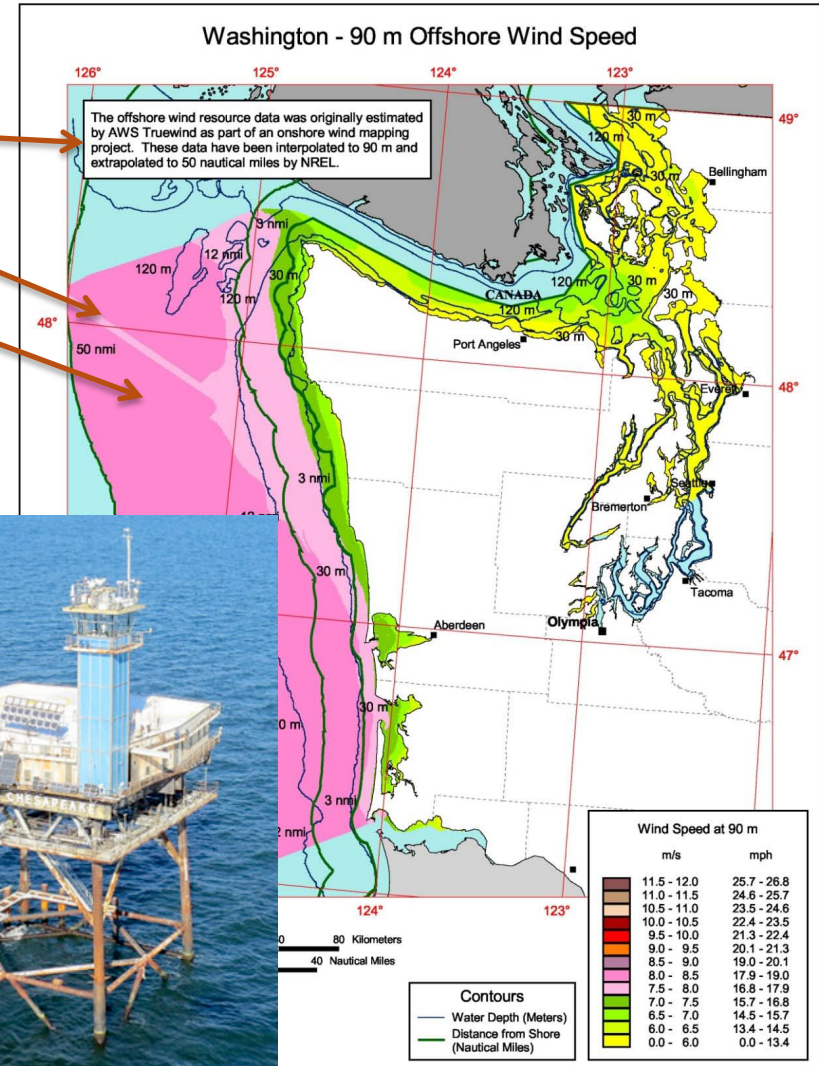 Washington - 90 m Offshore Wind Speed
126°
125°
124°
123°
The offshore wind resource data was originally estimated
by AWS Truewind as part of an onshore wind mapping
project. These data have been interpolated to 90 m and
extrapolated to 50 nautical miles by NREL.
49°
30 m
120 m
30 m
Bellingham
3 nmi
12 nmi
120 m
30 m
120 m
CANADA
120 m
120 m
30 m
30 m
48°
50 nmi
Port Angeles
30 m
Everett
48°
3 nmi
Seattle
Bremerton
30 m
Tacoma
Aberdeen
Olympia
47°
30 m
0 m
3 nmi
2 nmi
CHESAPEAKE
124°
123°
0
80 Kilometers
40 Nautical Miles
Contours
Water Depth (Meters)
Distance from Shore
(Nautical Miles)
Wind Speed at 90 m
m/s mph
11.5 - 12.0 25.7 - 26.8
11.0 - 11.5 24.6 - 25.7
10.5 - 11.0 23.5 - 24.6
10.0 - 10.5 22.4 - 23.5
9.5 - 10.0 21.3 - 22.4
9.0 - 9.5 20.1 - 21.3
8.5 - 9.0 19.0 - 20.1
8.0 - 8.5 17.9 - 19.0
7.5 - 8.0 16.8 - 17.9
7.0 - 7.5 15.7 - 16.8
6.5 - 7.0 14.5 - 15.7
6.0 - 6.5 13.4 - 14.5
0.0 - 6.0 0.0 - 13.4